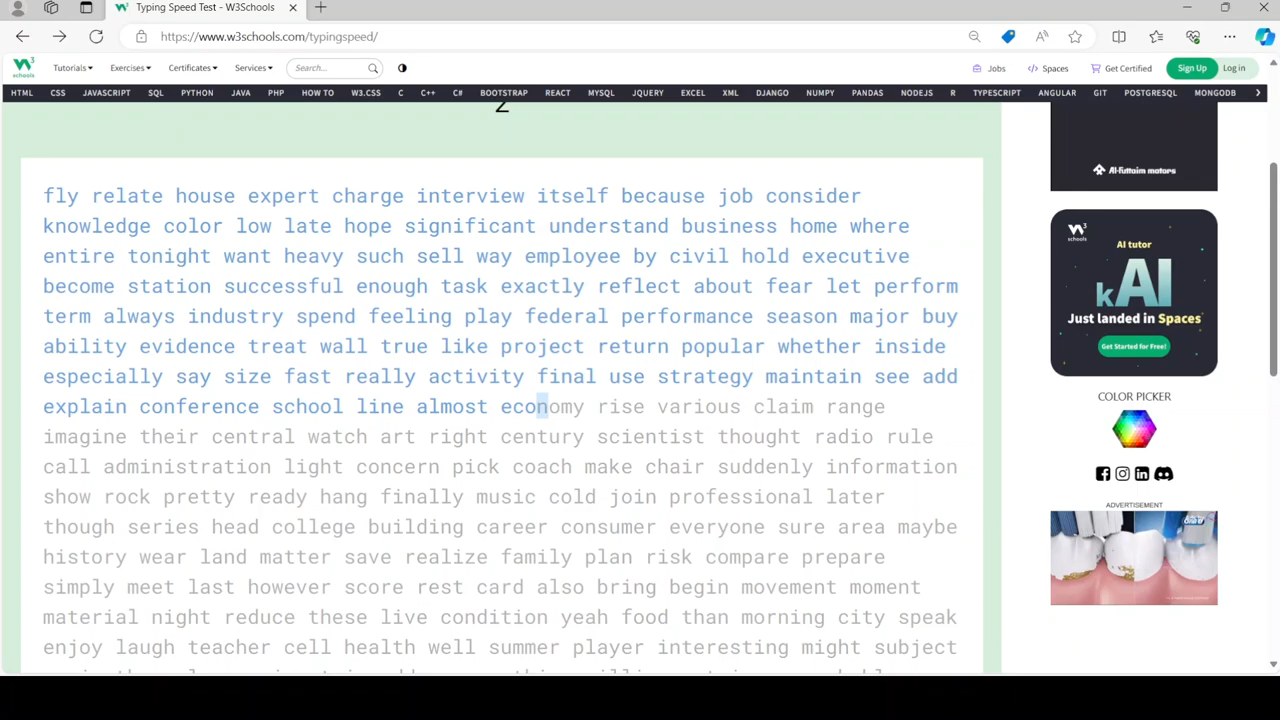 Typing Speed Test - W3Schools
https://www.w3schools.com/typingspeed/
W3 schools Tutorials Exercises Certificates Services Search... Jobs Spaces Get Certified Sign Up Log in
HTML CSS JAVASCRIPT SQL PYTHON JAVA PHP HOW TO W3.CSS C C++ C# BOOTSTRAP REACT MYSQL JQUERY EXCEL XML DJANGO NUMPY PANDAS NODEJS R TYPESCRIPT ANGULAR GIT POSTGRESQL MONGODB
2
fly relate house expert charge interview itself because job consider
knowledge color low late hope significant understand business home where
entire tonight want heavy such sell way employee by civil hold executive
become station successful enough task exactly reflect about fear let perform
term always industry spend feeling play federal performance season major buy
ability evidence treat wall true like project return popular whether inside
especially say size fast really activity final use strategy maintain see add
explain conference school line almost economy rise various claim range
imagine their central watch art right century scientist thought radio rule
call administration light concern pick coach make chair suddenly information
show rock pretty ready hang finally music cold join professional later
though series head college building career consumer everyone sure area maybe
history wear land matter save realize family plan risk compare prepare
simply meet last however score rest card also bring begin movement moment
material night reduce these live condition yeah food than morning city speak
enjoy laugh teacher cell health well summer player interesting might subject
Al-Futtaim motors
W3 schools
AI tutor
kAI
Just landed in Spaces
Get Started for Free!
COLOR PICKER
ADVERTISEMENT